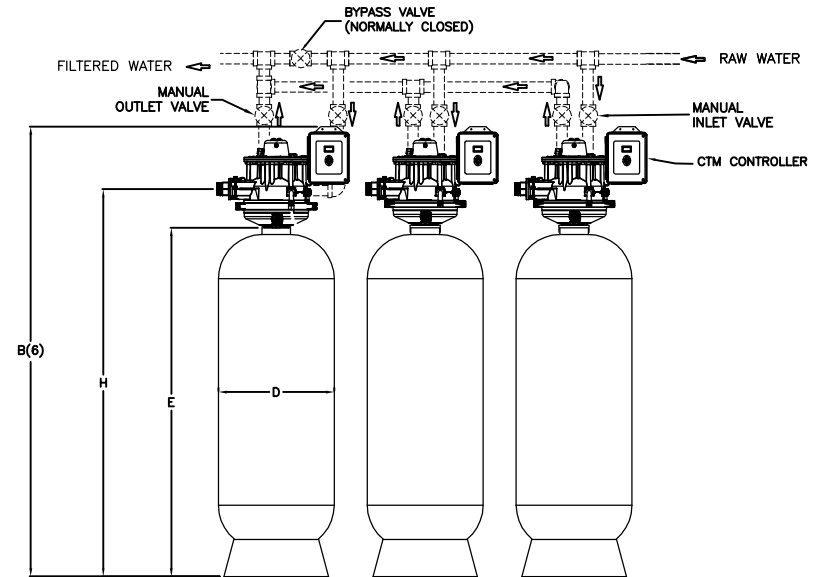 BYPASS VALVE
(NORMALLY CLOSED)
FILTERED WATER
RAW WATER
MANUAL
OUTLET VALVE
MANUAL
INLET VALVE
CTM CONTROLLER
B(6)
H
E
D